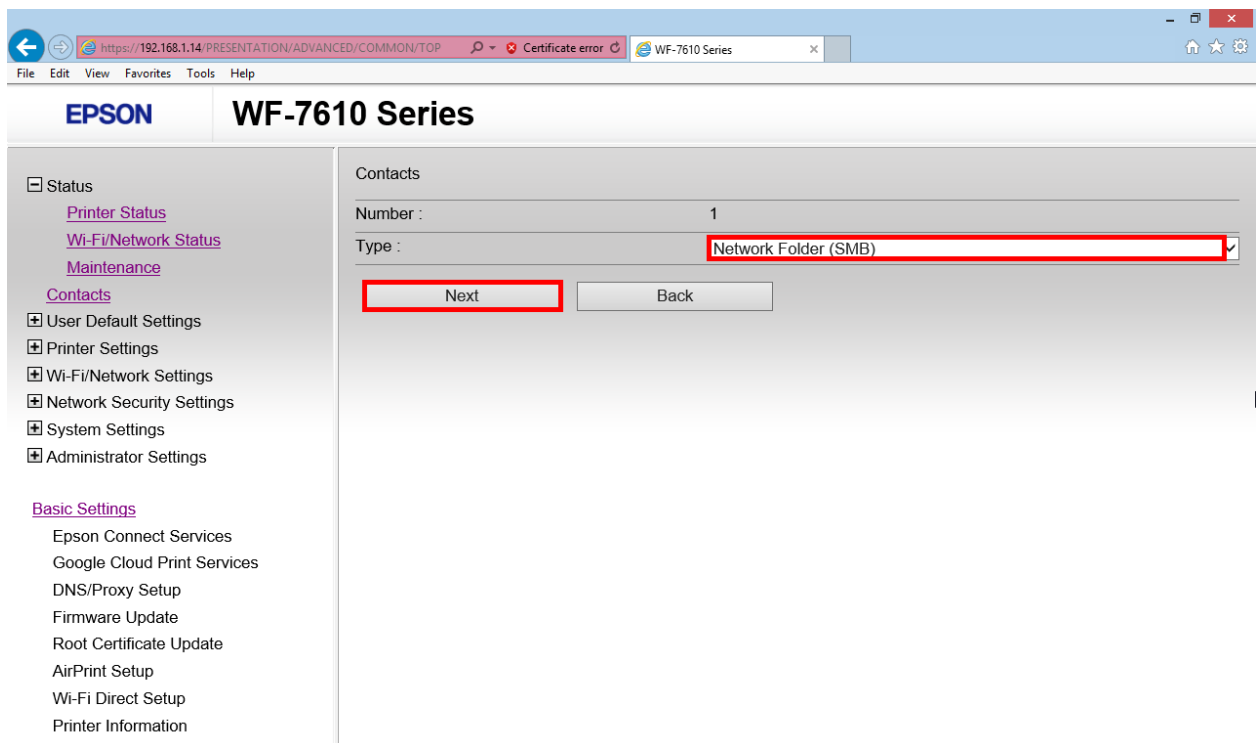 https://192.168.1.14/PRESENTATION/ADVANCED/COMMON/TOP Certificate error WF-7610 Series
File Edit View Favorites Tools Help
EPSON WF-7610 Series
Status
Printer Status
Wi-Fi/Network Status
Maintenance
Contacts
User Default Settings
Printer Settings
Wi-Fi/Network Settings
Network Security Settings
System Settings
Administrator Settings
Basic Settings
Epson Connect Services
Google Cloud Print Services
DNS/Proxy Setup
Firmware Update
Root Certificate Update
AirPrint Setup
Wi-Fi Direct Setup
Printer Information
Contacts
Number : 1
Type : Network Folder (SMB)
Next Back